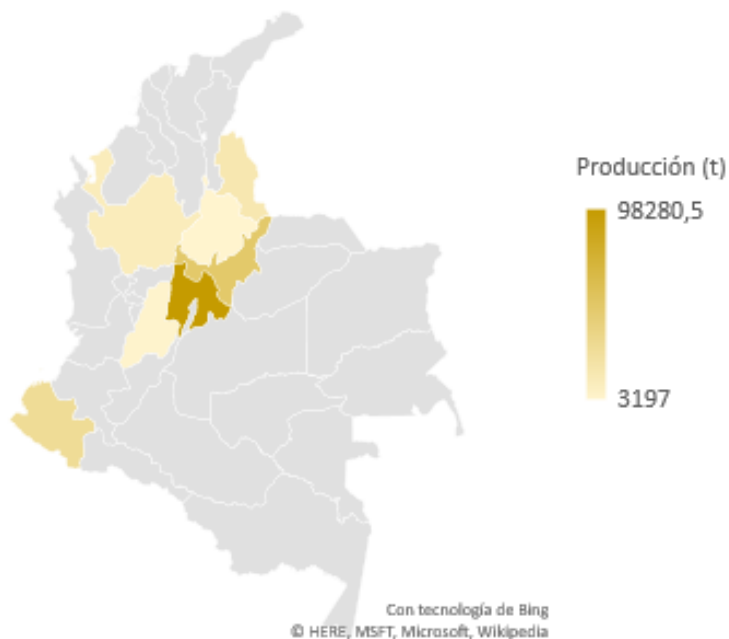 Producción (t)
98280,5
3197
Con tecnología de Bing
© HERE, MSFT, Microsoft, Wikipedia